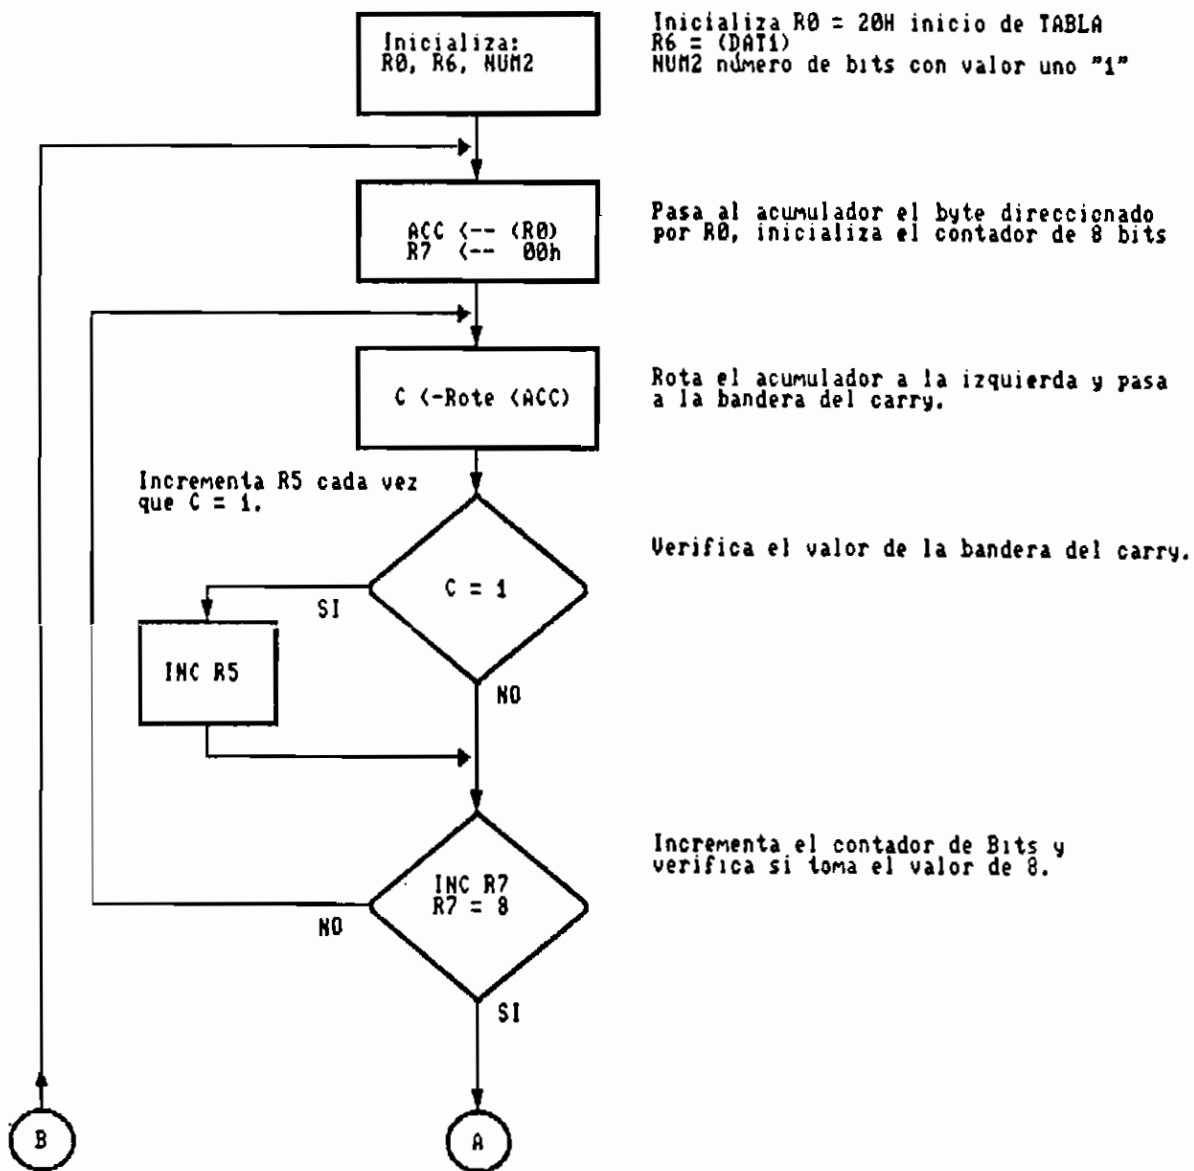 Inicializa:
R0, R6, NUM2
Inicializa R0 = 20H inicio de TABLA
R6 = (DAT1)
NUM2 número de bits con valor uno "1"
ACC <-- (R0)
R7 <-- 00h
Pasa al acumulador el byte direccionado
por R0, inicializa el contador de 8 bits
C <-Rote <ACC)
Rota el acumulador a la izquierda y pasa
a la bandera del carry.
Incrementa R5 cada vez
que C = 1.
C = 1
Verifica el valor de la bandera del carry.
SI
INC R5
NO
INC R7
R7 = 8
Incrementa el contador de Bits y
verifica si toma el valor de 8.
NO
SI
B
A